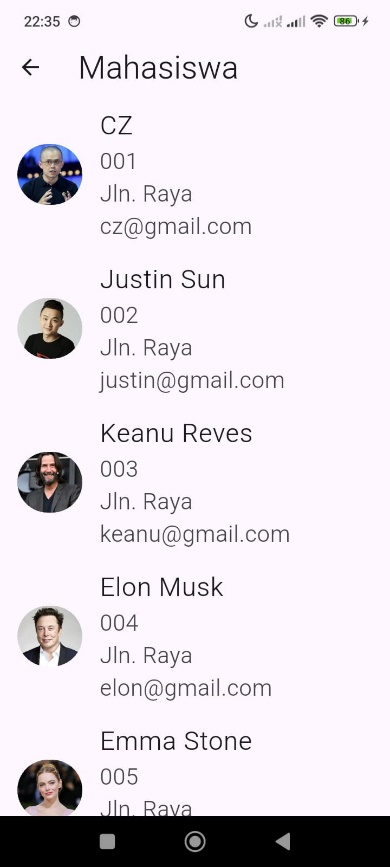 22:35
86
Mahasiswa
CZ
001
Jln. Raya
cz@gmail.com
Justin Sun
002
Jln. Raya
justin@gmail.com
Keanu Reves
003
Jln. Raya
keanu@gmail.com
Elon Musk
004
Jln. Raya
elon@gmail.com
Emma Stone
005
Jln. Raya